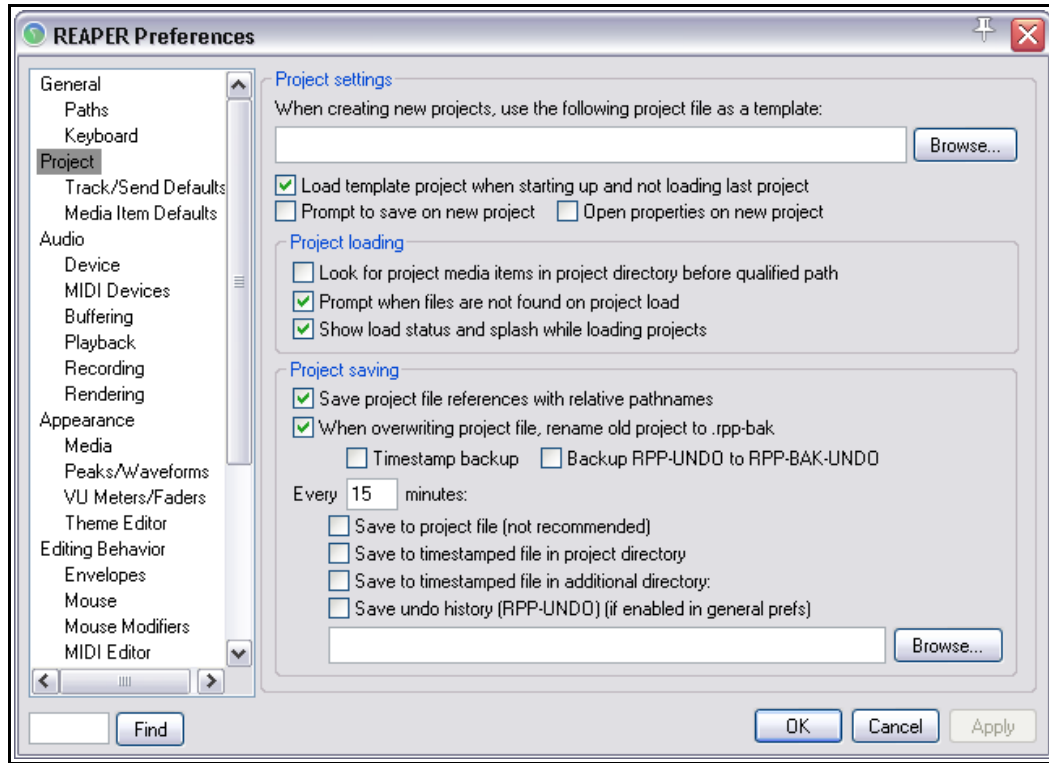 REAPER Preferences
General
Paths
Keyboard
Project
Track/Send Defaults
Media Item Defaults
Audio
Device
MIDI Devices
Buffering
Playback
Recording
Rendering
Appearance
Media
Peaks/Waveforms
VU Meters/Faders
Theme Editor
Editing Behavior
Envelopes
Mouse
Mouse Modifiers
MIDI Editor
Find
Project settings
When creating new projects, use the following project file as a template:
Browse...
Load template project when starting up and not loading last project
Prompt to save on new project Open properties on new project
Project loading
Look for project media items in project directory before qualified path
Prompt when files are not found on project load
Show load status and splash while loading projects
Project saving
Save project file references with relative pathnames
When overwriting project file, rename old project to .rpp-bak
Timestamp backup Backup RPP-UNDO to RPP-BAK-UNDO
Every 15 minutes:
Save to project file (not recommended)
Save to timestamped file in project directory
Save to timestamped file in additional directory:
Save undo history (RPP-UNDO) (if enabled in general prefs)
Browse...
OK Cancel Apply